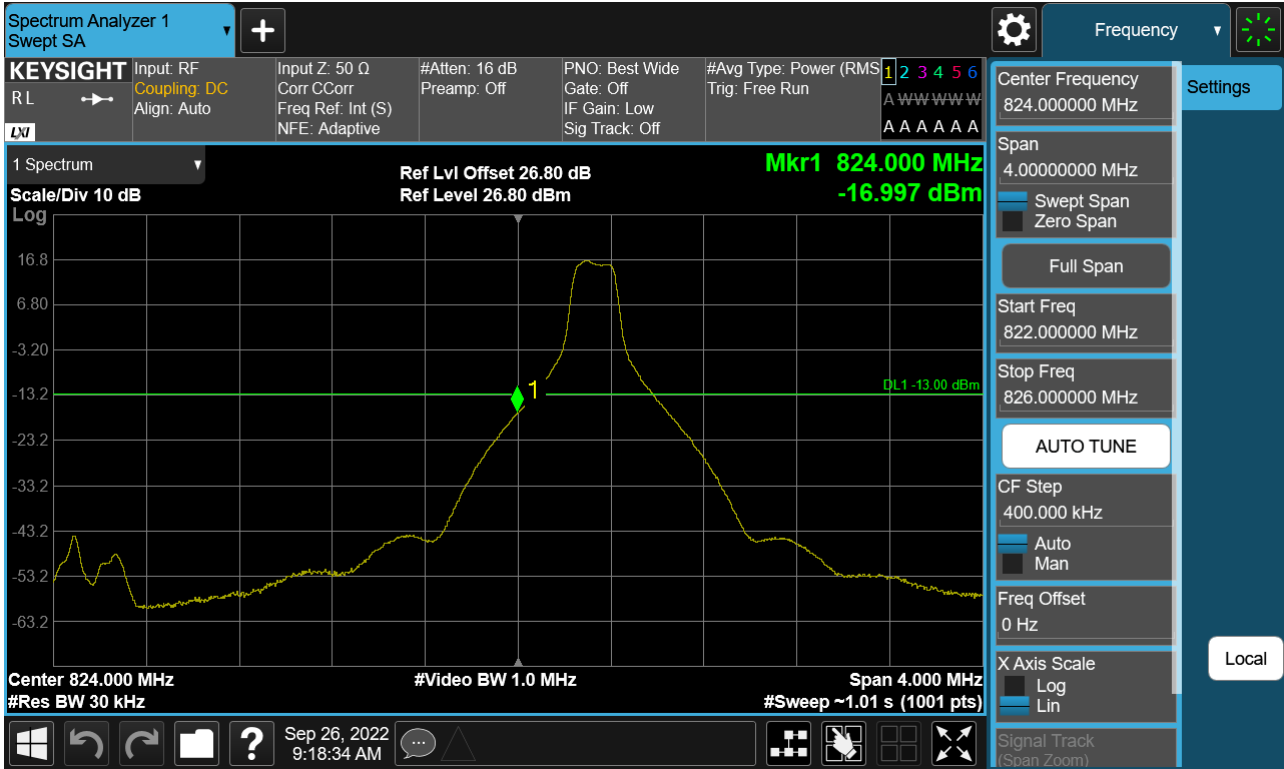 Spectrum Analyzer 1
Swept SA
Frequency
KEYSIGHT
R L
LXI
Input: RF
Coupling: DC
Align: Auto
Input Z: 50 Ω
Corr CCorr
Freq Ref: Int (S)
NFE: Adaptive
#Atten: 16 dB
Preamp: Off
PNO: Best Wide
Gate: Off
IF Gain: Low
Sig Track: Off
#Avg Type: Power (RMS
Trig: Free Run
1 2 3 4 5 6
A W W W W W
A A A A A A
1 Spectrum
Scale/Div 10 dB
Log
Ref Lvl Offset 26.80 dB
Ref Level 26.80 dBm
Mkr1 824.000 MHz
-16.997 dBm
16.8
6.80
-3.20
-13.2
-23.2
-33.2
-43.2
-53.2
-63.2
1
DL1 -13.00 dBm
Center 824.000 MHz
#Res BW 30 kHz
#Video BW 1.0 MHz
Span 4.000 MHz
#Sweep ~1.01 s (1001 pts)
Center Frequency
824.000000 MHz
Span
4.00000000 MHz
Swept Span
Zero Span
Full Span
Start Freq
822.000000 MHz
Stop Freq
826.000000 MHz
AUTO TUNE
CF Step
400.000 kHz
Auto
Man
Freq Offset
0 Hz
X Axis Scale
Log
Lin
Signal Track
(Span Zoom)
Settings
Local
?
Sep 26, 2022
9:18:34 AM